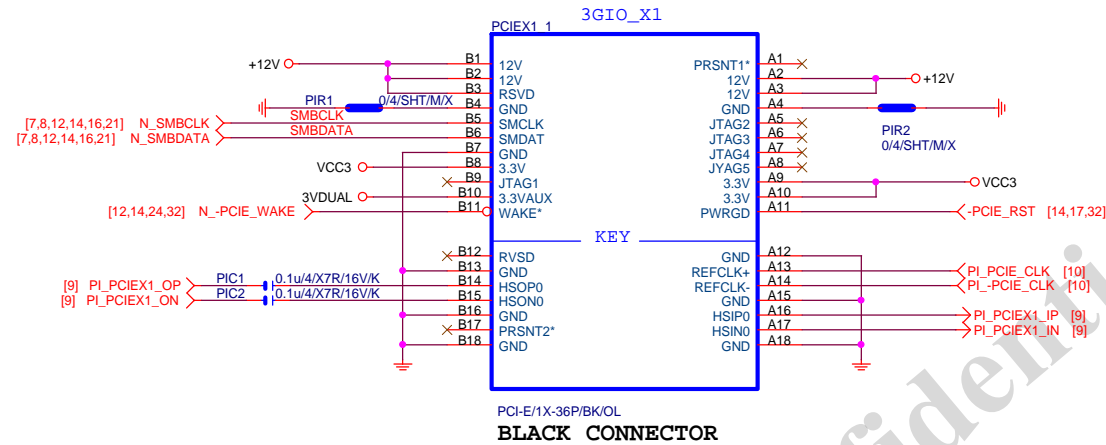 3GIO_X1
PCIEX1_1
+12V
B1 12V
B2 12V
B3 RSVD
PIR1 0/4/SHT/M/X B4 GND
[7,8,12,14,16,21] N_SMBCLK SMBCLK B5 SMCLK
[7,8,12,14,16,21] N_SMBDATA SMBDATA B6 SMDAT
B7 GND
VCC3 B8 3.3V
B9 JTAG1
3VDUAL B10 3.3VAUX
[12,14,24,32] N_-PCIE_WAKE B11 WAKE*
KEY
B12 RVSD
B13 GND
[9] PI_PCIEX1_OP PIC1 0.1u/4/X7R/16V/K B14 HSOP0
[9] PI_PCIEX1_ON PIC2 0.1u/4/X7R/16V/K B15 HSON0
B16 GND
B17 PRSNT2*
B18 GND
PRSNT1* A1
12V A2 +12V
12V A3
GND A4
PIR2
0/4/SHT/M/X
JTAG2 A5
JTAG3 A6
JTAG4 A7
JYAG5 A8
3.3V A9 VCC3
3.3V A10
PWRGD A11 -PCIE_RST [14,17,32]
GND A12
REFCLK+ A13 PI_PCIE_CLK [10]
REFCLK- A14 PI_-PCIE_CLK [10]
GND A15
HSIP0 A16 PI_PCIEX1_IP [9]
HSIN0 A17 PI_PCIEX1_IN [9]
GND A18
PCI-E/1X-36P/BK/OL
BLACK CONNECTOR